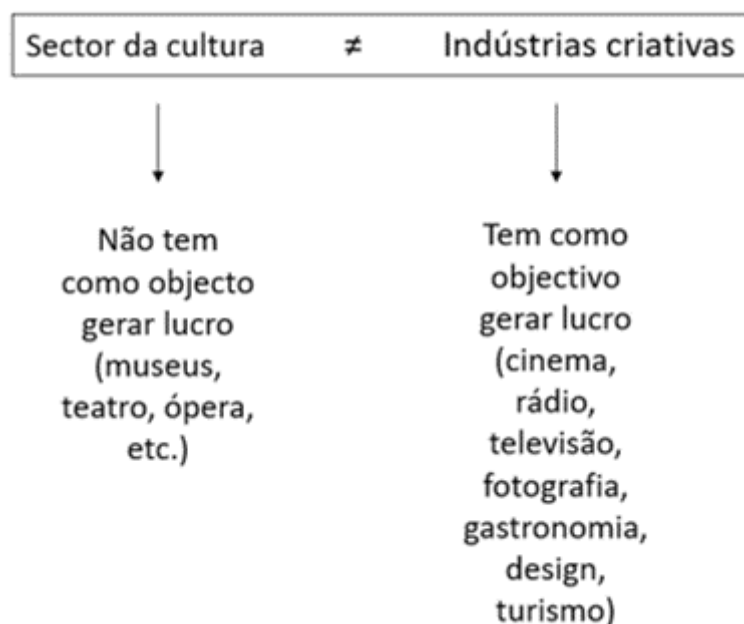 Sector da cultura ≠ Indústrias criativas
Não tem
como objecto
gerar lucro
(museus,
teatro, ópera,
etc.)
Tem como
objectivo
gerar lucro
(cinema,
rádio,
televisão,
fotografia,
gastronomia,
design,
turismo)